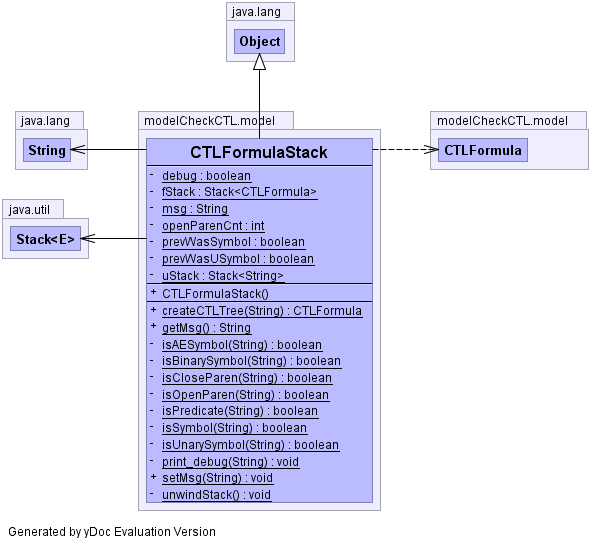 java.lang
Object
java.lang
String
modelCheckCTL.model
modelCheckCTL.model
CTLFormula
java.util
Stack<E>
CTLFormulaStack
- debug : boolean
- fStack : Stack<CTLFormula>
- msg : String
- openParenCnt : int
- prevWasSymbol : boolean
- prevWasUSymbol : boolean
- uStack : Stack<String>
+ CTLFormulaStack()
+ createCTLTree(String) : CTLFormula
+ getMsg() : String
- isAESymbol(String) : boolean
- isBinarySymbol(String) : boolean
- isCloseParen(String) : boolean
- isOpenParen(String) : boolean
- isPredicate(String) : boolean
- isSymbol(String) : boolean
- isUnarySymbol(String) : boolean
- print_debug(String) : void
+ setMsg(String) : void
- unwindStack() : void
Generated by yDoc Evaluation Version